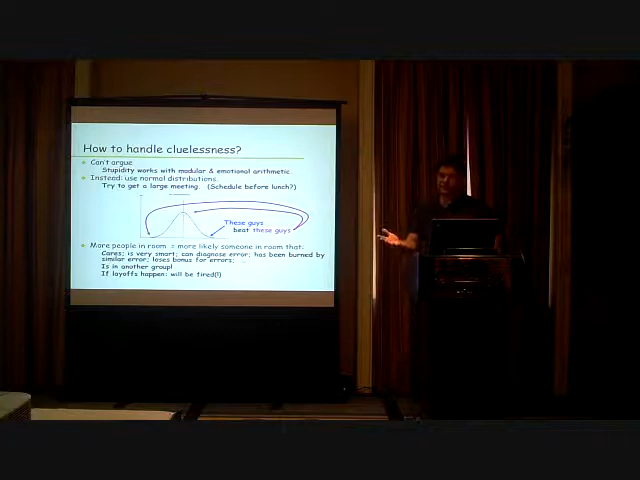 How to handle cluelessness?
Can't argue
Stupidity works with modular & emotional arithmetic.
Instead: use normal distributions.
Try to get a large meeting. (Schedule before lunch?)
These guys
beat these guys
More people in room = more likely someone in room that:
Cares; is very smart; can diagnose error; has been burned by
similar error; loses bonus for errors;
Is in another group!
If layoffs happen: will be fired(!)